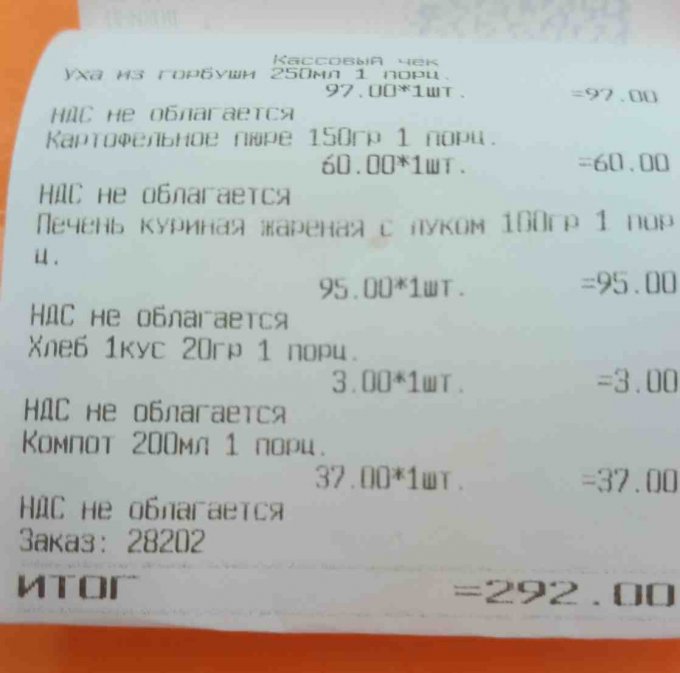 Кассовый чек
Уха из горбуши 250мл 1 порц.
97.00*1шт. =97.00
НДС не облагается
Картофельное пюре 150гр 1 порц.
60.00*1шт. =60.00
НДС не облагается
Печень куриная жареная с луком 100гр 1 пор
ц.
95.00*1шт. =95.00
НДС не облагается
Хлеб 1кус 20гр 1 порц.
3.00*1шт. =3.00
НДС не облагается
Компот 200мл 1 порц.
37.00*1шт. =37.00
НДС не облагается
Заказ: 28202
ИТОГ =292.00